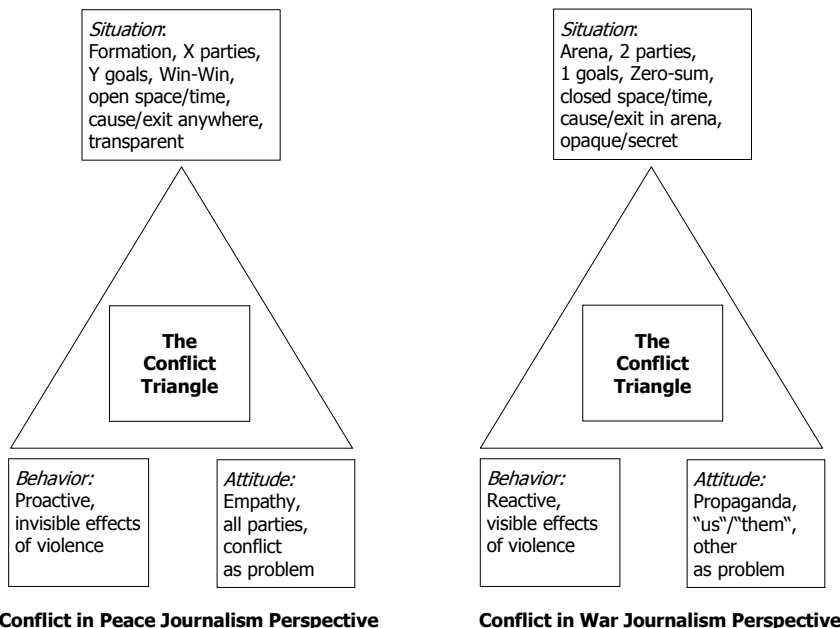 Situation:
Formation, X parties,
Y goals, Win-Win,
open space/time,
cause/exit anywhere,
transparent
The
Conflict
Triangle
Behavior:
Proactive,
invisible effects
of violence
Attitude:
Empathy,
all parties,
conflict
as problem
Conflict in Peace Journalism Perspective
Situation:
Arena, 2 parties,
1 goals, Zero-sum,
closed space/time,
cause/exit in arena,
opaque/secret
The
Conflict
Triangle
Behavior:
Reactive,
visible effects
of violence
Attitude:
Propaganda,
“us“/“them“,
other
as problem
Conflict in War Journalism Perspective